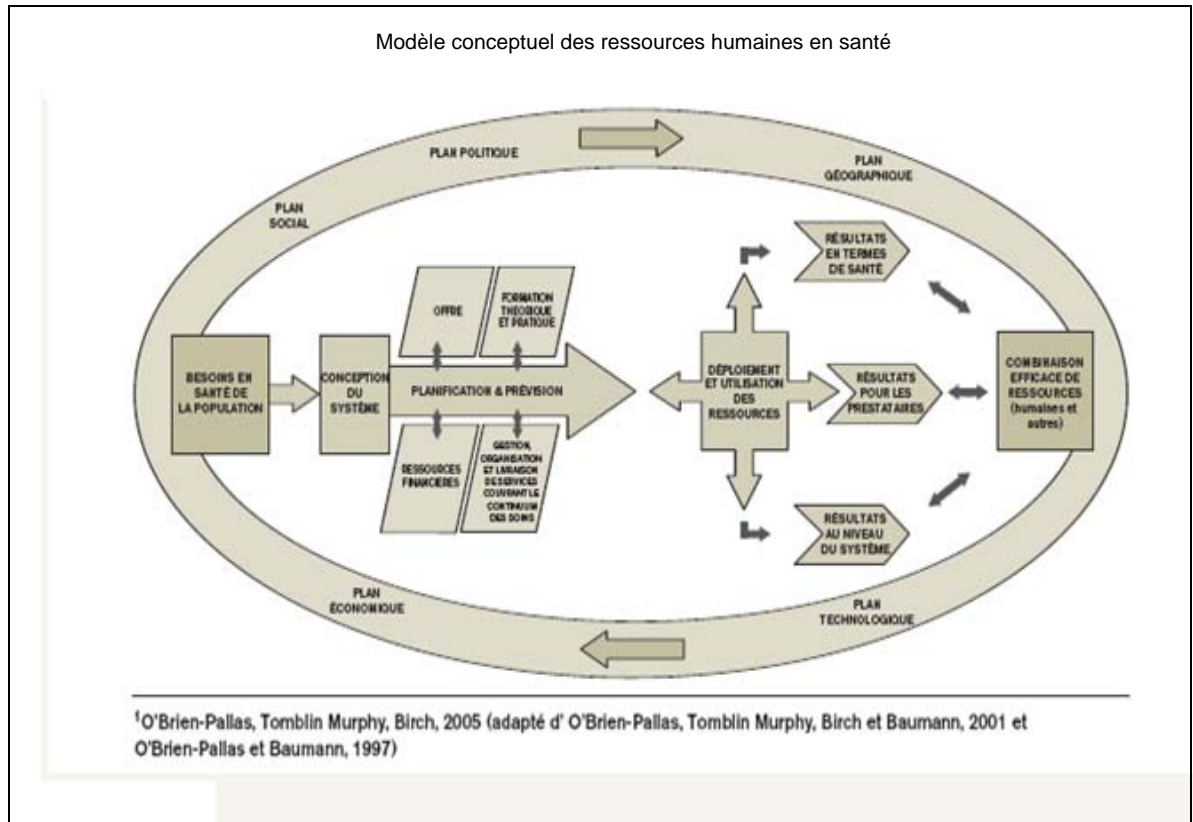 Modèle conceptuel des ressources humaines en santé
PLAN POLITIQUE
PLAN
GÉOGRAPHIQUE
PLAN
SOCIAL
RÉSULTATS
EN TERMES
DE SANTÉ
OFFRE
FORMATION
THÉORIQUE
ET PRATIQUE
BESOINS EN
SANTÉ DE
LA POPULATION
CONCEPTION
DU
SYSTÈME
PLANIFICATION & PRÉVISION
DÉPLOIEMENT
ET UTILISATION
DES
RESSOURCES
RÉSULTATS
POUR LES
PRESTATAIRES
COMBINAISON
EFFICACE DE
RESSOURCES
(humaines et
autres)
RESSOURCES
FINANCIÈRES
GESTION,
ORGANISATION
ET LIVRAISON
DE SERVICES
COUVRANT LE
CONTINUUM
DES SOINS
RÉSULTATS
AU NIVEAU
DU SYSTÈME
PLAN
ÉCONOMIQUE
PLAN
TECHNOLOGIQUE
¹O'Brien-Pallas, Tomblin Murphy, Birch, 2005 (adapté d' O'Brien-Pallas, Tomblin Murphy, Birch et Baumann, 2001 et
O'Brien-Pallas et Baumann, 1997)